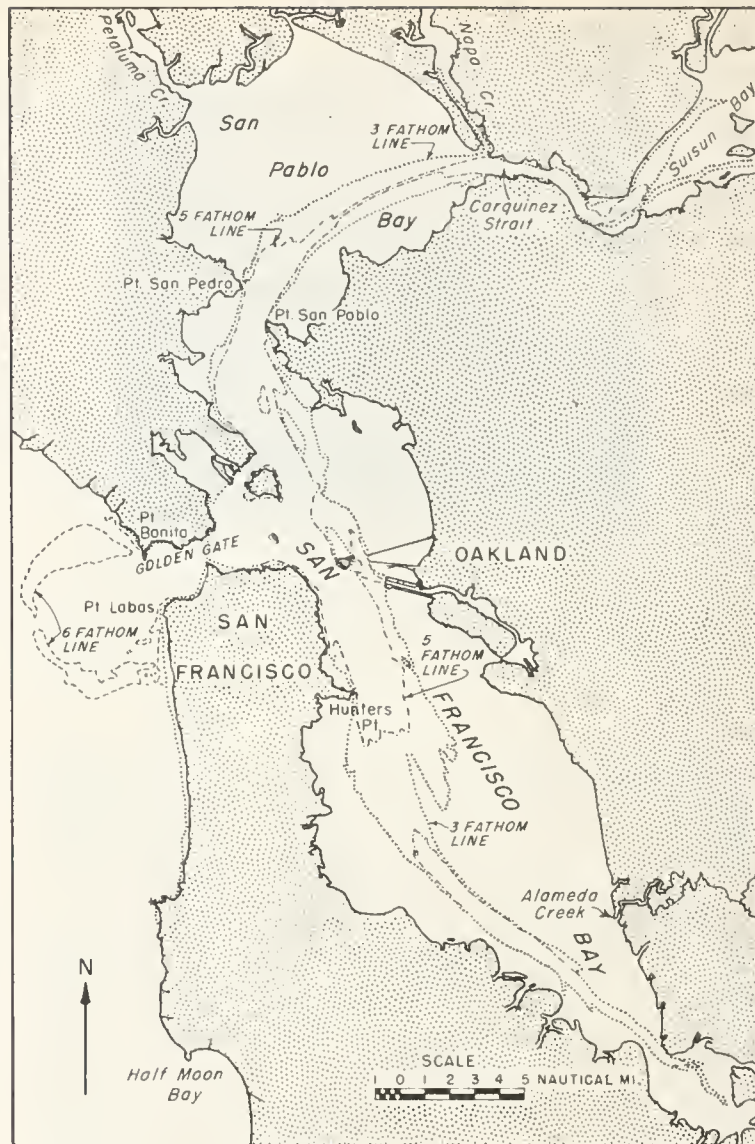 Petaluma Cr.
Napa Cr.
San
Pablo
Bay
3 FATHOM
LINE
Suisun Bay
5 FATHOM
LINE
Carquinez
Strait
Pt. San Pedro
Pt. San Pablo
Pt
Bonita
GOLDEN GATE
SAN
OAKLAND
Pt Lobos
6 FATHOM
LINE
SAN
FRANCISCO
5
FATHOM
LINE
Hunters
Pt
FRANCISCO
3 FATHOM
LINE
Alameda
Creek
BAY
N
Half Moon
Bay
SCALE
1 0 1 2 3 4 5 NAUTICAL MI.